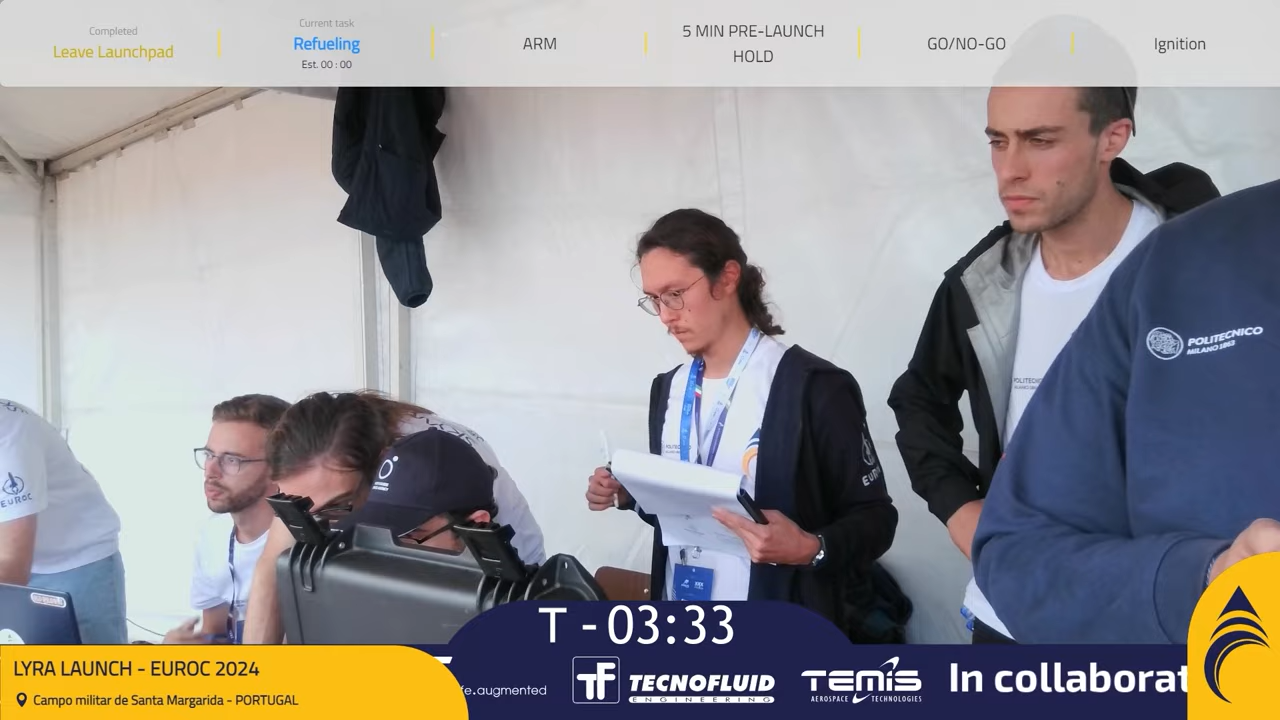 Completed
Leave Launchpad
Current task
Refueling
Est. 00 : 00
ARM
5 MIN PRE-LAUNCH
HOLD
GO/NO-GO
Ignition
POLITECNICO
MILANO 1863
EUROC
EUROC
T - 03:33
LYRA LAUNCH - EUROC 2024
Campo militar de Santa Margarida - PORTUGAL
fe.augmented
TECNOFLUID
ENGINEERING
TEMIS
AEROSPACE TECHNOLOGIES
In collaborat